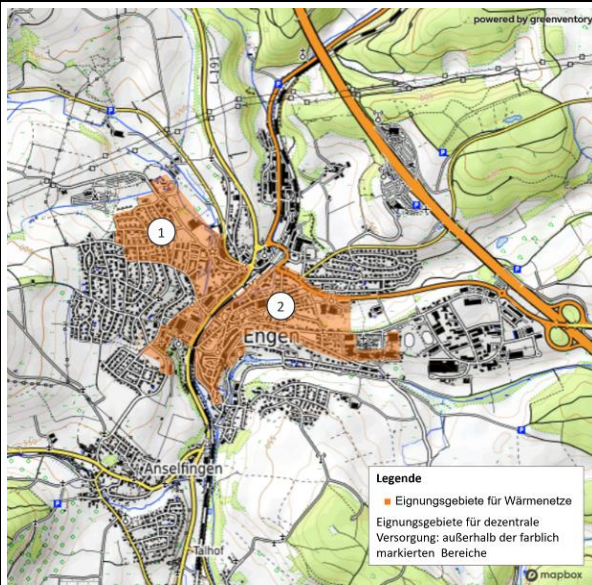 powered by greenventory
L 191
P
P
P
P
1
2
Engen
P
P
Anselfingen
P
Talhof
Legende
Eignungsgebiete für Wärmenetze
Eignungsgebiete für dezentrale
Versorgung: außerhalb der farblich
markierten Bereiche
mapbox